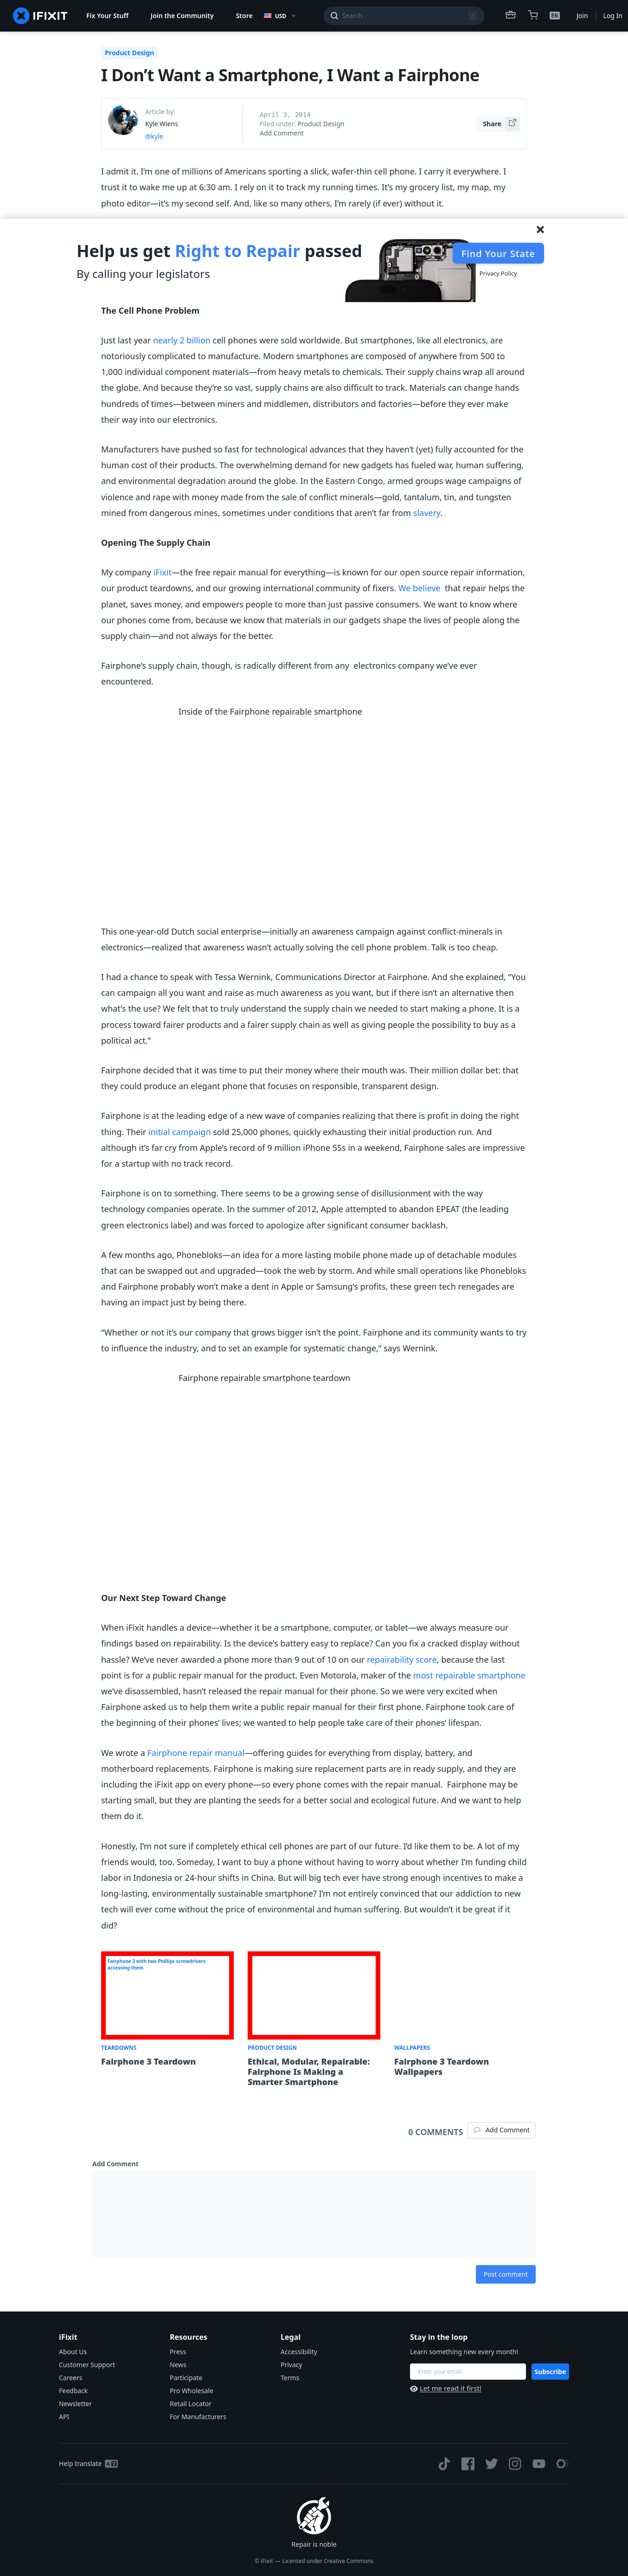 IFIXIT
Fix Your Stuff
Join the Community
Store
USD
Search
/
EN
Join
Log In
Product Design
I Don’t Want a Smartphone, I Want a Fairphone
Article by:
Kyle Wiens
@kyle
April 3, 2014
Filed under: Product Design
Add Comment
Share
I admit it. I’m one of millions of Americans sporting a slick, wafer-thin cell phone. I carry it everywhere. I
trust it to wake me up at 6:30 am. I rely on it to track my running times. It’s my grocery list, my map, my
photo editor—it’s my second self. And, like so many others, I’m rarely (if ever) without it.
Help us get Right to Repair passed
By calling your legislators
Find Your State
Privacy Policy
The Cell Phone Problem
Just last year nearly 2 billion cell phones were sold worldwide. But smartphones, like all electronics, are
notoriously complicated to manufacture. Modern smartphones are composed of anywhere from 500 to
1,000 individual component materials—from heavy metals to chemicals. Their supply chains wrap all around
the globe. And because they’re so vast, supply chains are also difficult to track. Materials can change hands
hundreds of times—between miners and middlemen, distributors and factories—before they ever make
their way into our electronics.
Manufacturers have pushed so fast for technological advances that they haven’t (yet) fully accounted for the
human cost of their products. The overwhelming demand for new gadgets has fueled war, human suffering,
and environmental degradation around the globe. In the Eastern Congo, armed groups wage campaigns of
violence and rape with money made from the sale of conflict minerals—gold, tantalum, tin, and tungsten
mined from dangerous mines, sometimes under conditions that aren’t far from slavery.
Opening The Supply Chain
My company iFixit—the free repair manual for everything—is known for our open source repair information,
our product teardowns, and our growing international community of fixers. We believe that repair helps the
planet, saves money, and empowers people to be more than just passive consumers. We want to know where
our phones come from, because we know that materials in our gadgets shape the lives of people along the
supply chain—and not always for the better.
Fairphone’s supply chain, though, is radically different from any electronics company we’ve ever
encountered.
Inside of the Fairphone repairable smartphone
This one-year-old Dutch social enterprise—initially an awareness campaign against conflict-minerals in
electronics—realized that awareness wasn’t actually solving the cell phone problem. Talk is too cheap.
I had a chance to speak with Tessa Wernink, Communications Director at Fairphone. And she explained, “You
can campaign all you want and raise as much awareness as you want, but if there isn’t an alternative then
what’s the use? We felt that to truly understand the supply chain we needed to start making a phone. It is a
process toward fairer products and a fairer supply chain as well as giving people the possibility to buy as a
political act.”
Fairphone decided that it was time to put their money where their mouth was. Their million dollar bet: that
they could produce an elegant phone that focuses on responsible, transparent design.
Fairphone is at the leading edge of a new wave of companies realizing that there is profit in doing the right
thing. Their initial campaign sold 25,000 phones, quickly exhausting their initial production run. And
although it’s far cry from Apple’s record of 9 million iPhone 5Ss in a weekend, Fairphone sales are impressive
for a startup with no track record.
Fairphone is on to something. There seems to be a growing sense of disillusionment with the way
technology companies operate. In the summer of 2012, Apple attempted to abandon EPEAT (the leading
green electronics label) and was forced to apologize after significant consumer backlash.
A few months ago, Phonebloks—an idea for a more lasting mobile phone made up of detachable modules
that can be swapped out and upgraded—took the web by storm. And while small operations like Phonebloks
and Fairphone probably won’t make a dent in Apple or Samsung’s profits, these green tech renegades are
having an impact just by being there.
“Whether or not it’s our company that grows bigger isn’t the point. Fairphone and its community wants to try
to influence the industry, and to set an example for systematic change,” says Wernink.
Fairphone repairable smartphone teardown
Our Next Step Toward Change
When iFixit handles a device—whether it be a smartphone, computer, or tablet—we always measure our
findings based on repairability. Is the device’s battery easy to replace? Can you fix a cracked display without
hassle? We’ve never awarded a phone more than 9 out of 10 on our repairability score, because the last
point is for a public repair manual for the product. Even Motorola, maker of the most repairable smartphone
we’ve disassembled, hasn’t released the repair manual for their phone. So we were very excited when
Fairphone asked us to help them write a public repair manual for their first phone. Fairphone took care of
the beginning of their phones’ lives; we wanted to help people take care of their phones’ lifespan.
We wrote a Fairphone repair manual—offering guides for everything from display, battery, and
motherboard replacements. Fairphone is making sure replacement parts are in ready supply, and they are
including the iFixit app on every phone—so every phone comes with the repair manual. Fairphone may be
starting small, but they are planting the seeds for a better social and ecological future. And we want to help
them do it.
Honestly, I’m not sure if completely ethical cell phones are part of our future. I’d like them to be. A lot of my
friends would, too. Someday, I want to buy a phone without having to worry about whether I’m funding child
labor in Indonesia or 24-hour shifts in China. But will big tech ever have strong enough incentives to make a
long-lasting, environmentally sustainable smartphone? I’m not entirely convinced that our addiction to new
tech will ever come without the price of environmental and human suffering. But wouldn’t it be great if it
did?
Fairphone 3 with two Phillips screwdrivers
accessing them
TEARDOWNS
Fairphone 3 Teardown
PRODUCT DESIGN
Ethical, Modular, Repairable:
Fairphone Is Making a
Smarter Smartphone
WALLPAPERS
Fairphone 3 Teardown
Wallpapers
0 COMMENTS
Add Comment
Add Comment
Post comment
iFixit
About Us
Customer Support
Careers
Feedback
Newsletter
API
Resources
Press
News
Participate
Pro Wholesale
Retail Locator
For Manufacturers
Legal
Accessibility
Privacy
Terms
Stay in the loop
Learn something new every month!
Enter your email
Subscribe
Let me read it first!
Help translate
Repair is noble
© iFixit — Licensed under Creative Commons